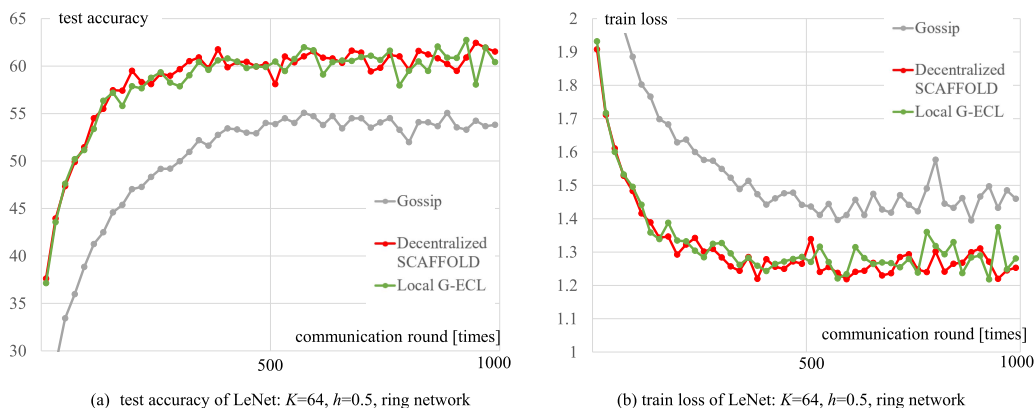 test accuracy
65
60
55
50
45
40
35
30
Gossip
Decentralized
SCAFFOLD
Local G-ECL
communication round [times]
500
1000
(a) test accuracy of LeNet: K=64, h=0.5, ring network
train loss
2
1.9
1.8
1.7
1.6
1.5
1.4
1.3
1.2
1.1
1
Gossip
Decentralized
SCAFFOLD
Local G-ECL
communication round [times]
500
1000
(b) train loss of LeNet: K=64, h=0.5, ring network